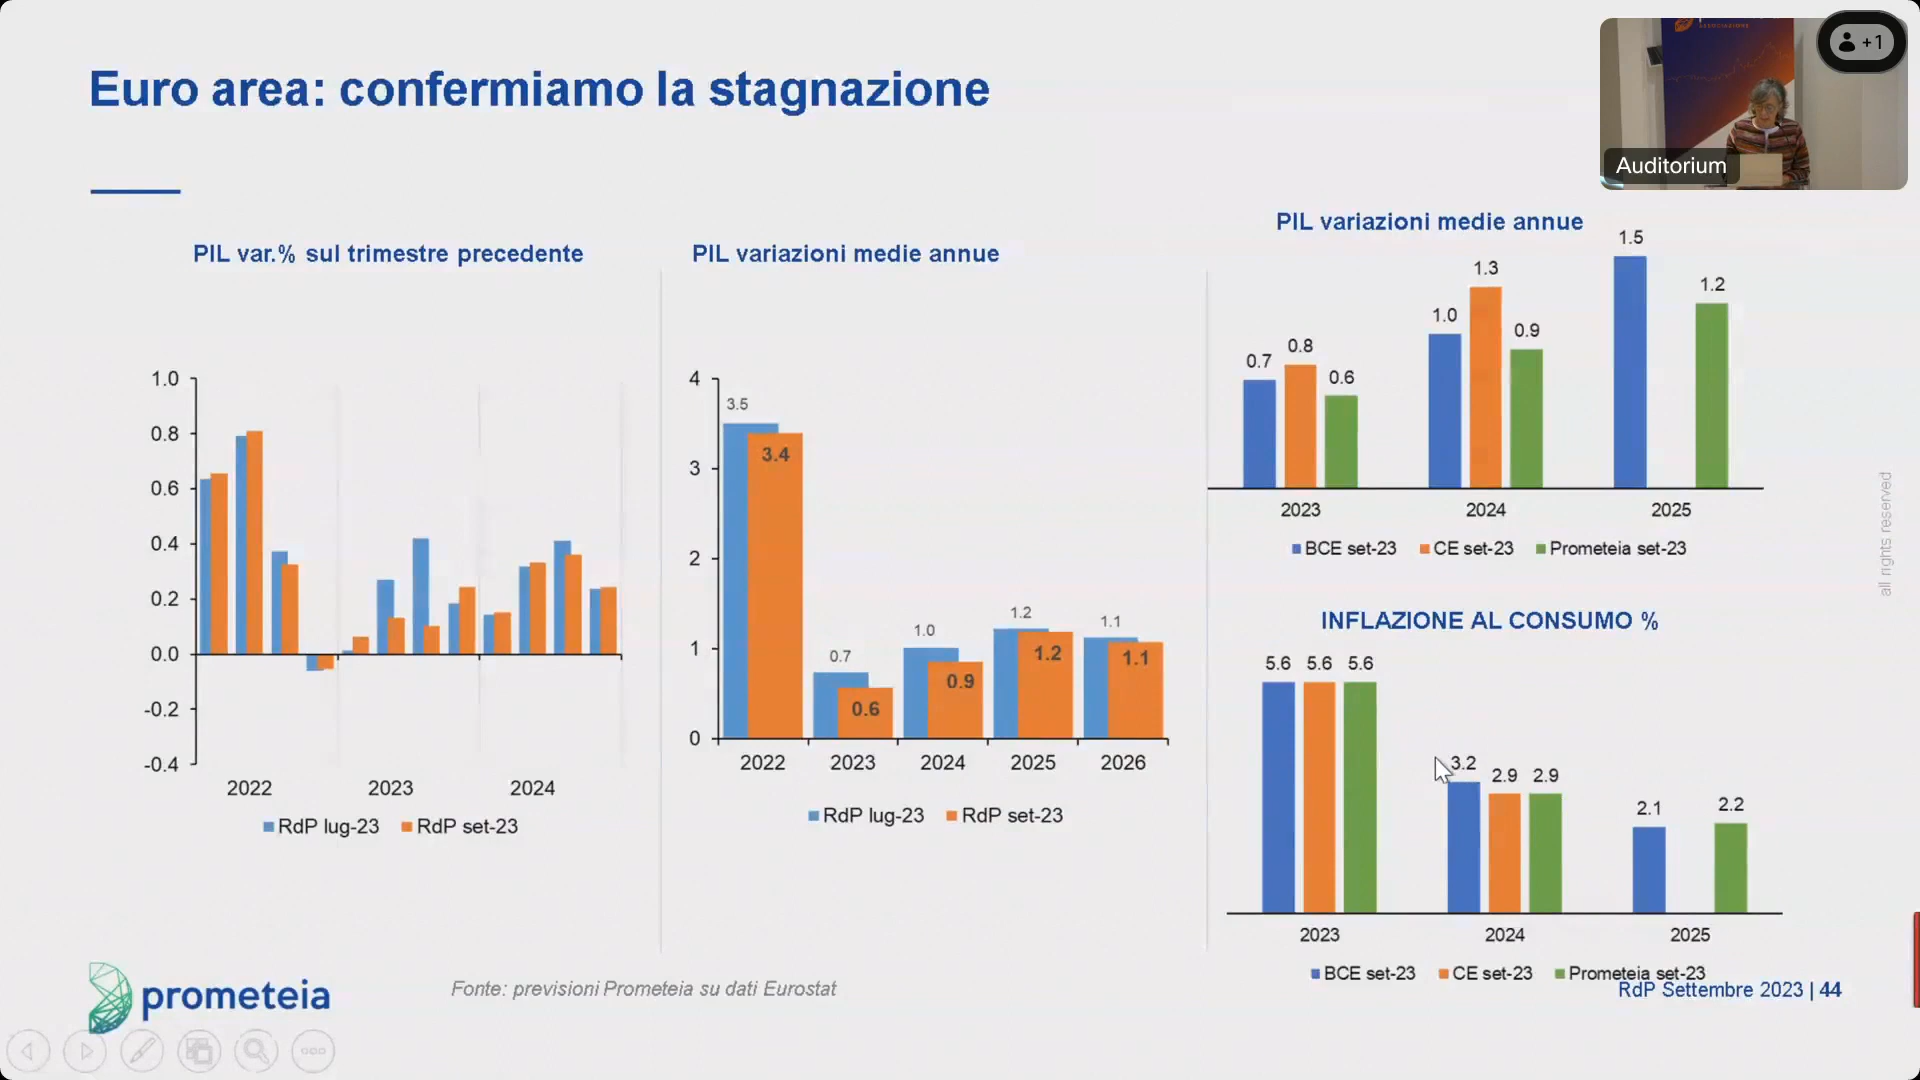 Euro area: confermiamo la stagnazione
+1
Auditorium
PIL var.% sul trimestre precedente
1.0
0.8
0.6
0.4
0.2
0.0
-0.2
-0.4
2022 2023 2024
RdP lug-23 RdP set-23
PIL variazioni medie annue
4
3
2
1
0
3.5
3.4
0.7
0.6
1.0
0.9
1.2
1.2
1.1
1.1
2022 2023 2024 2025 2026
RdP lug-23 RdP set-23
PIL variazioni medie annue
0.7 0.8 0.6
1.0 1.3 0.9
1.5 1.2
2023 2024 2025
BCE set-23 CE set-23 Prometeia set-23
INFLAZIONE AL CONSUMO %
5.6 5.6 5.6
3.2 2.9 2.9
2.1 2.2
2023 2024 2025
BCE set-23 CE set-23 Prometeia set-23
all rights reserved
prometeia
Fonte: previsioni Prometeia su dati Eurostat
RdP Settembre 2023 | 44